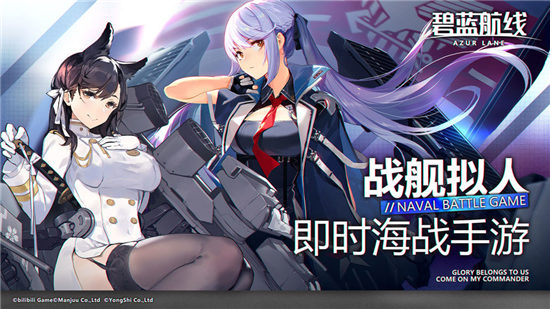 碧蓝航线
AZUR LANE
战舰拟人
//NAVAL BATTLE GAME
即时海战手游
GLORY BELONGS TO US
COME ON MY COMMANDER
©bilibili Game©Manjuu Co.,Ltd ©YongShi Co.,Ltd